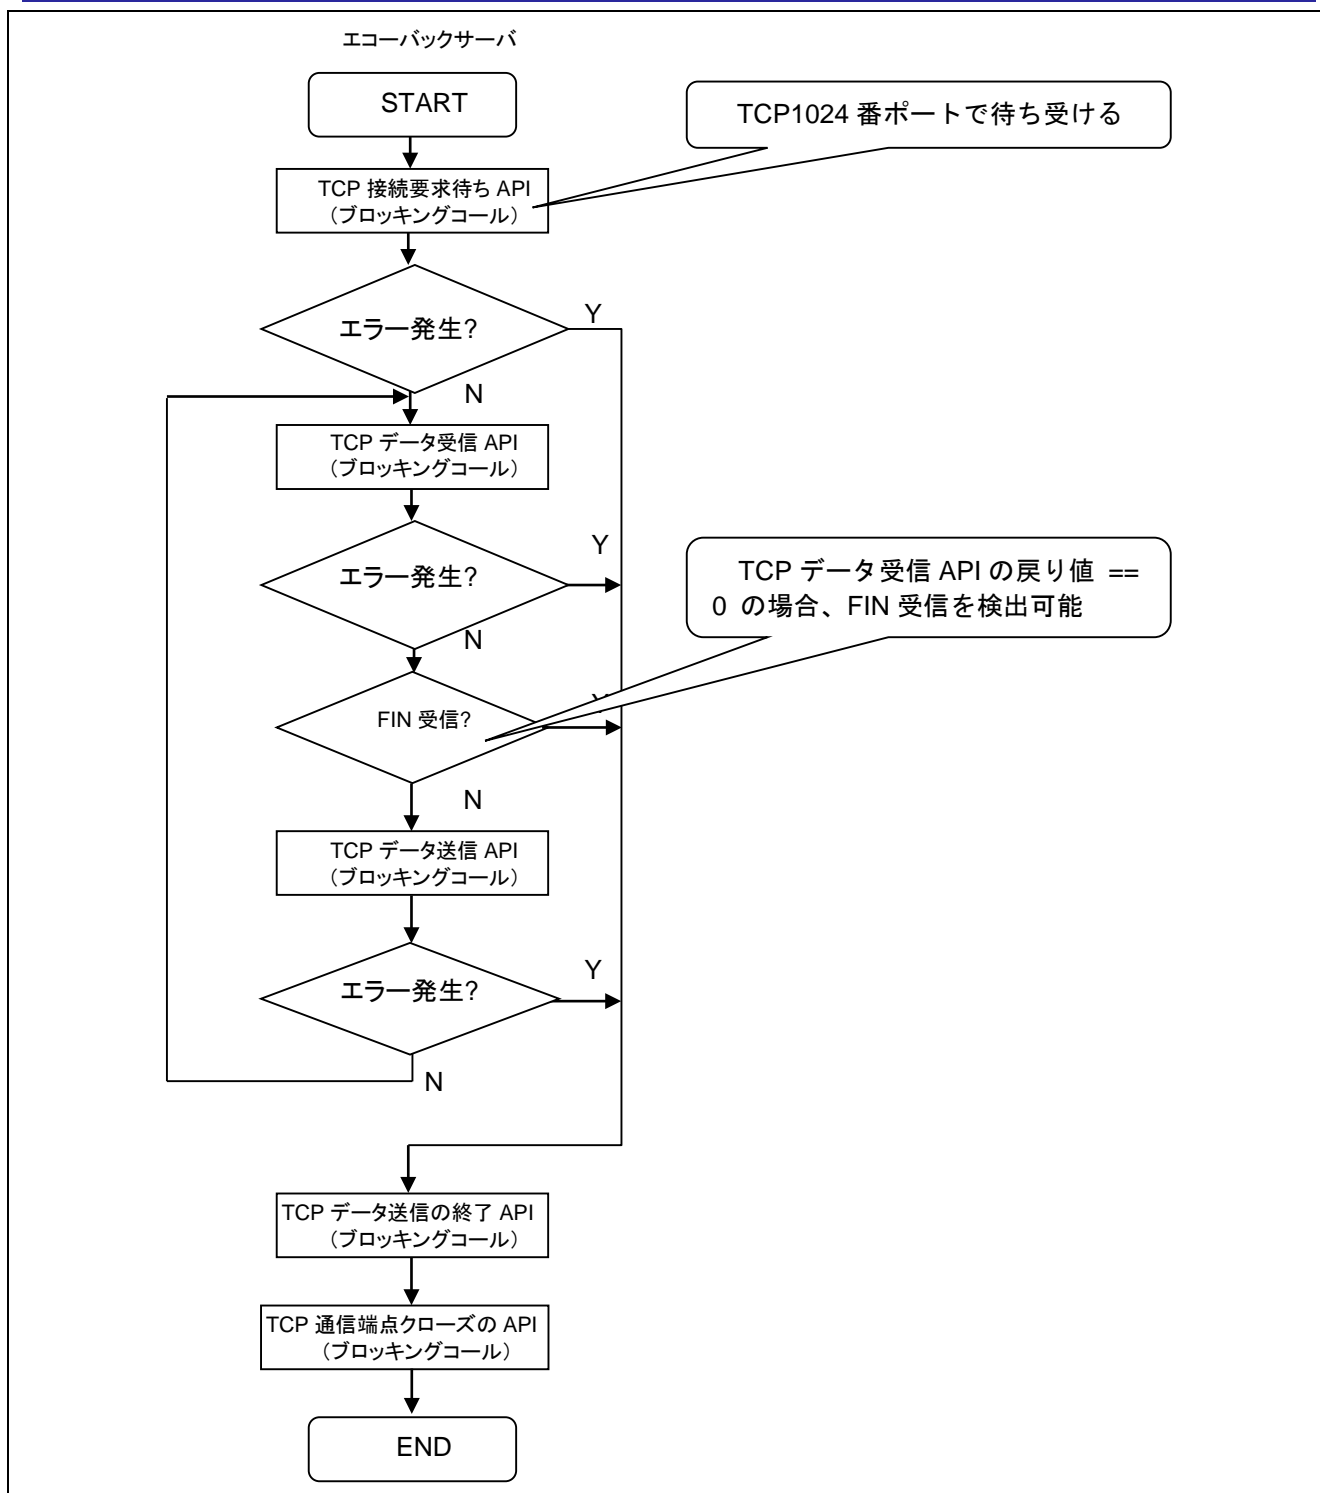 エコーバックサーバ
START
TCP1024 番ポートで待ち受ける
TCP 接続要求待ち API
（ブロッキングコール）
エラー発生?
Y
N
TCP データ受信 API
（ブロッキングコール）
エラー発生?
Y
N
TCP データ受信 API の戻り値 ==
0 の場合、FIN 受信を検出可能
FIN 受信?
N
TCP データ送信 API
（ブロッキングコール）
エラー発生?
Y
N
TCP データ送信の終了 API
（ブロッキングコール）
TCP 通信端点クローズの API
（ブロッキングコール）
END